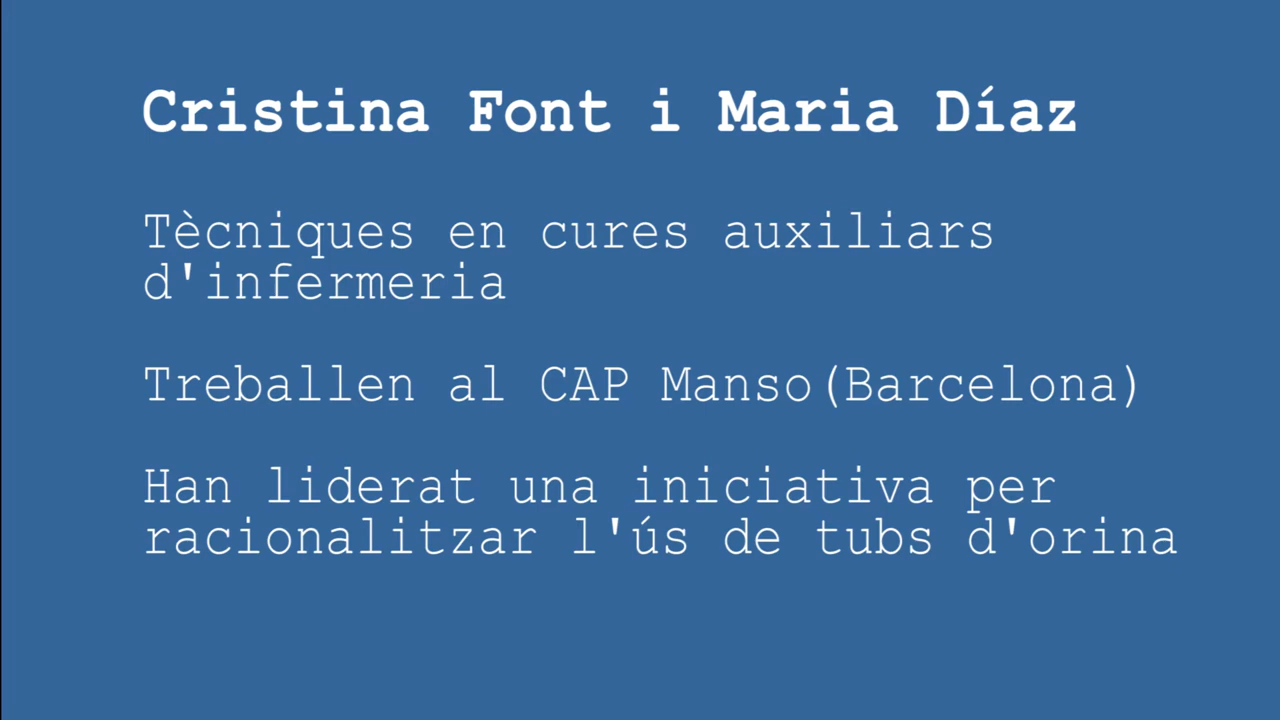 Cristina Font i Maria Díaz
Tècniques en cures auxiliars
d'infermeria
Treballen al CAP Manso(Barcelona)
Han liderat una iniciativa per
racionalitzar l'ús de tubs d'orina